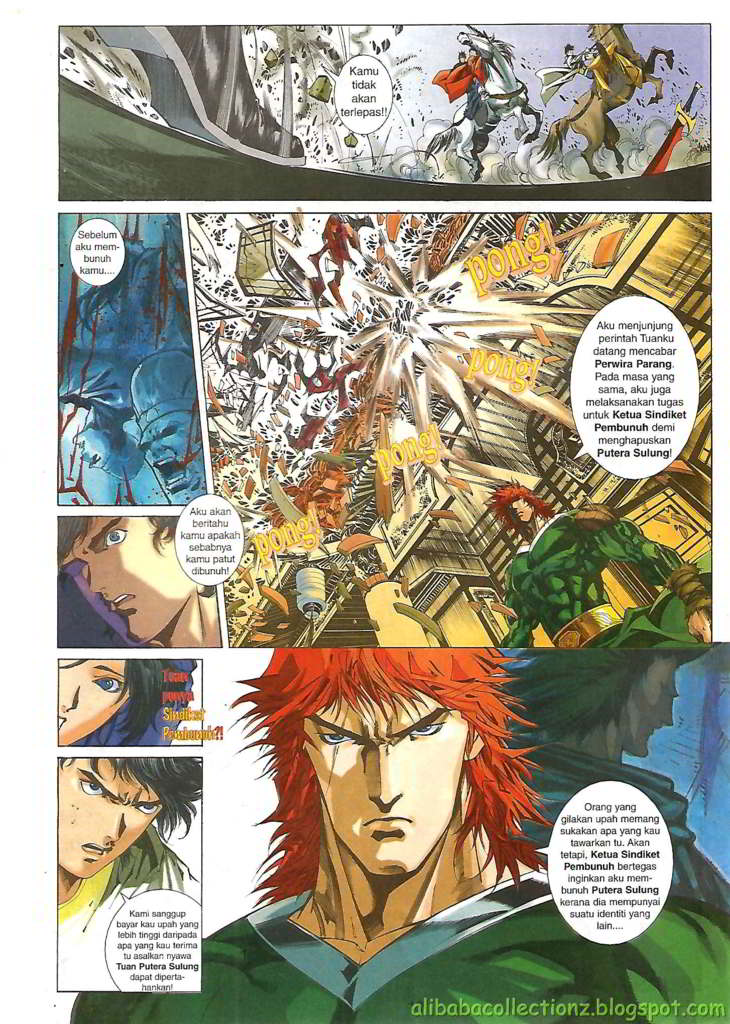 Kamu
tidak
akan
terlepas!!
Sebelum
aku mem-
bunuh
kamu....
pong!
pong!
pong!
pong!
Aku menjunjung
perintah Tuanku
datang mencabar
Perwira Parang.
Pada masa yang
sama, aku juga
melaksanakan tugas
untuk Ketua Sindiket
Pembunuh demi
menghapuskan
Putera Sulung!
Aku akan
beritahu
kamu apakah
sebabnya
kamu patut
dibunuh!
Tuan
punya
Sindiket
Pembunuh?!
Kami sanggup
bayar kau upah yang
lebih tinggi daripada
apa yang kau terima
tu asalkan nyawa
Tuan Putera Sulung
dapat diperta-
hankan!
Orang yang
gilakan upah memang
sukakan apa yang kau
tawarkan tu. Akan
tetapi, Ketua Sindiket
Pembunuh bertegas
inginkan aku mem-
bunuh Putera Sulung
kerana dia mempunyai
suatu identiti yang
lain....
alibabacollectionz.blogspot.com